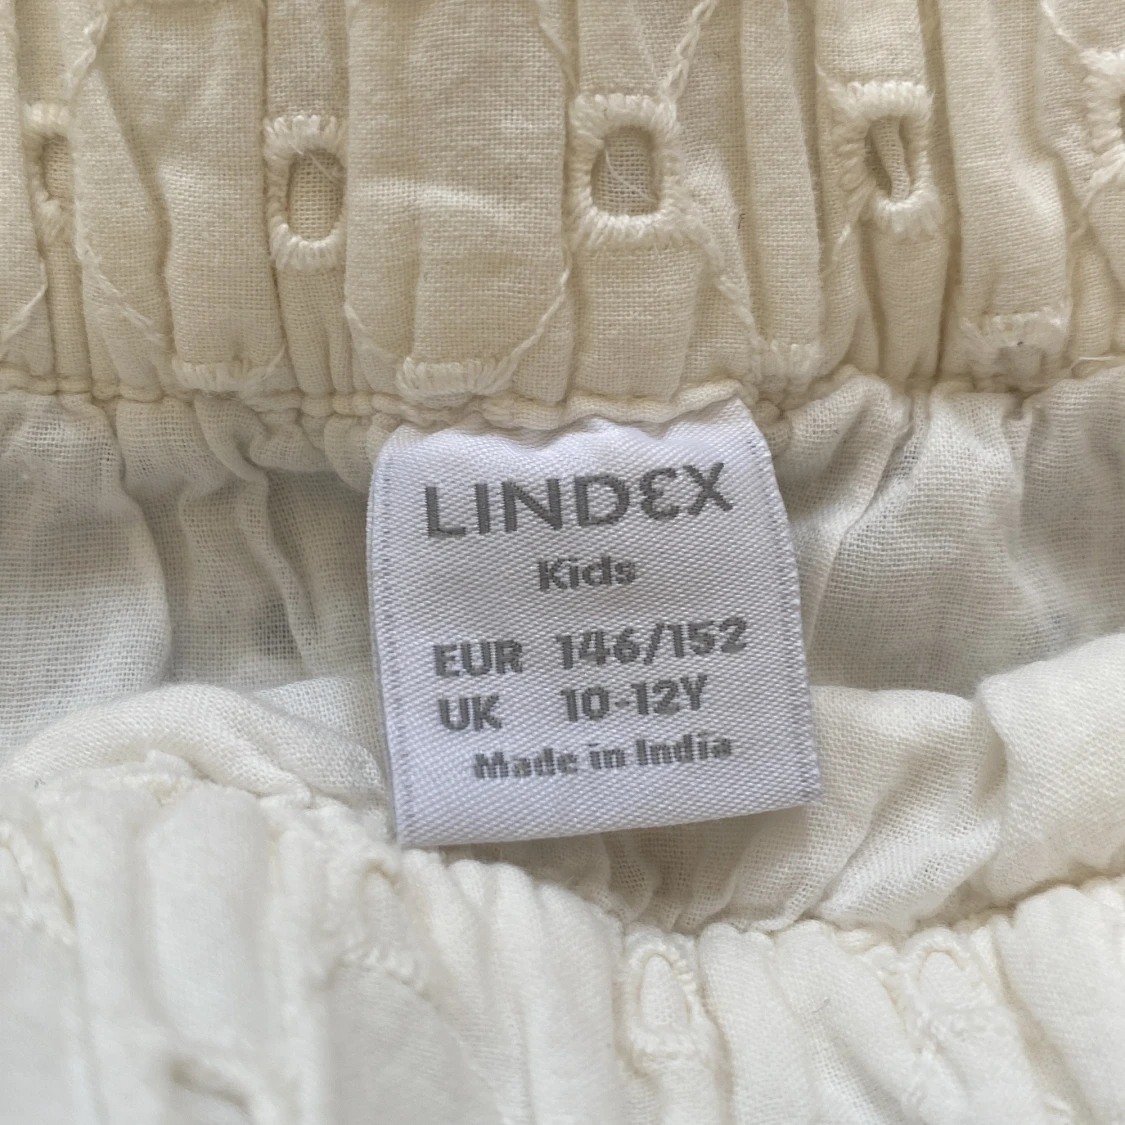 LINDEX
Kids
EUR 146/152
UK 10-12Y
Made in India